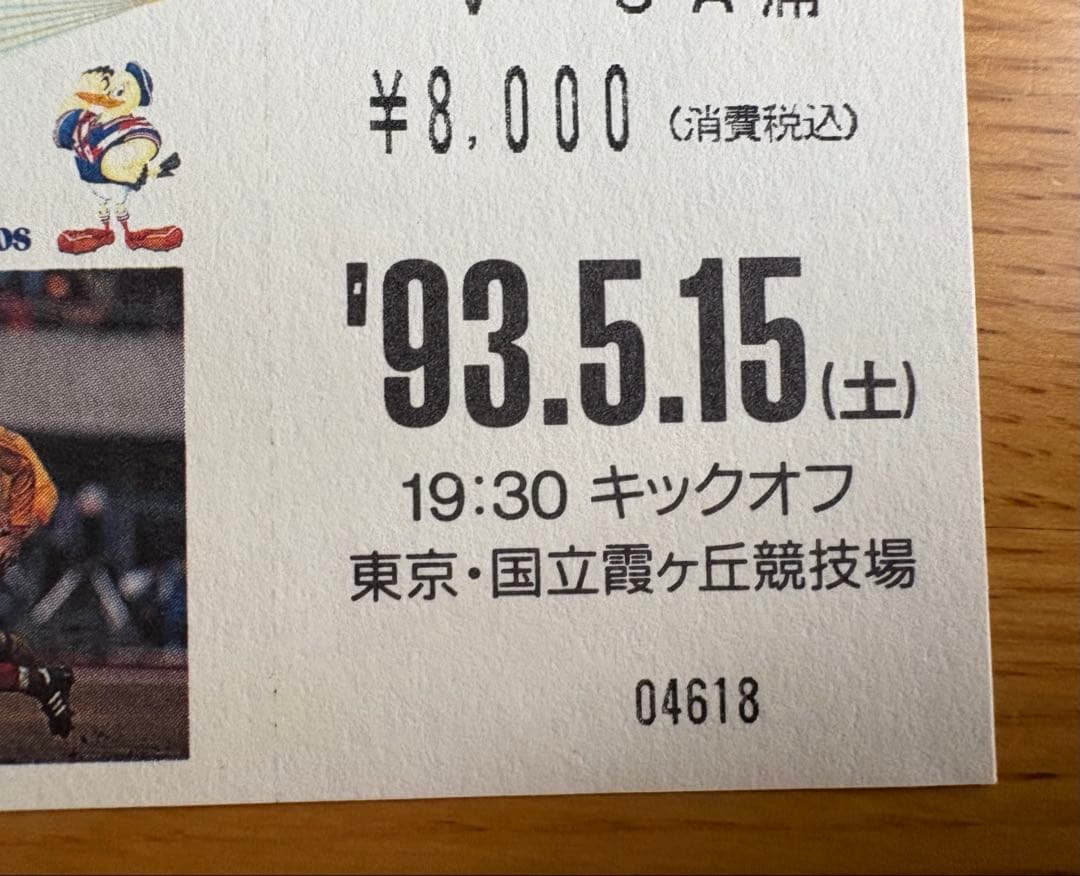 ¥8,000 (消費税込)
os
'93.5.15(土)
19:30 キックオフ
東京・国立霞ヶ丘競技場
04618